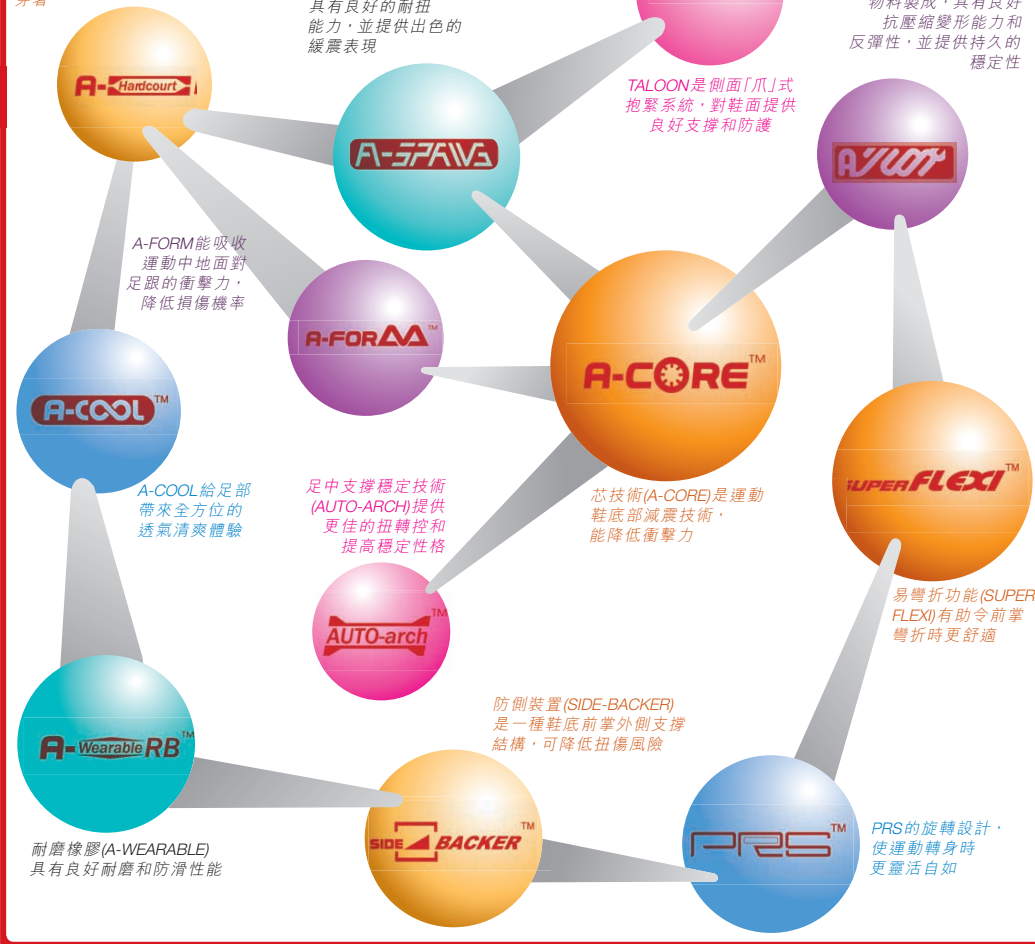 具有良好的耐扭
能力，並提供出色的
緩震表現
抗壓縮變形能力和
反彈性，並提供持久的
穩定性
A-Hardcourt
TALOON是側面「爪」式
抱緊系統，對鞋面提供
良好支撐和防護
A-FORM能吸收
運動中地面對
足跟的衝擊力，
降低損傷機率
A-FORM™
A-CORE™
A-COOL™
A-COOL給足部
帶來全方位的
透氣清爽體驗
足中支撐穩定技術
(AUTO-ARCH)提供
更佳的扭轉控和
提高穩定性格
芯技術(A-CORE)是運動
鞋底部減震技術，
能降低衝擊力
SUPER FLEXI™
易彎折功能(SUPER
FLEXI)有助令前掌
彎折時更舒適
AUTO-arch™
防側裝置(SIDE-BACKER)
是一種鞋底前掌外側支撐
結構，可降低扭傷風險
A-Wearable RB™
SIDE BACKER™
PRS™
PRS的旋轉設計，
使運動轉身時
更靈活自如
耐磨橡膠(A-WEARABLE)
具有良好耐磨和防滑性能